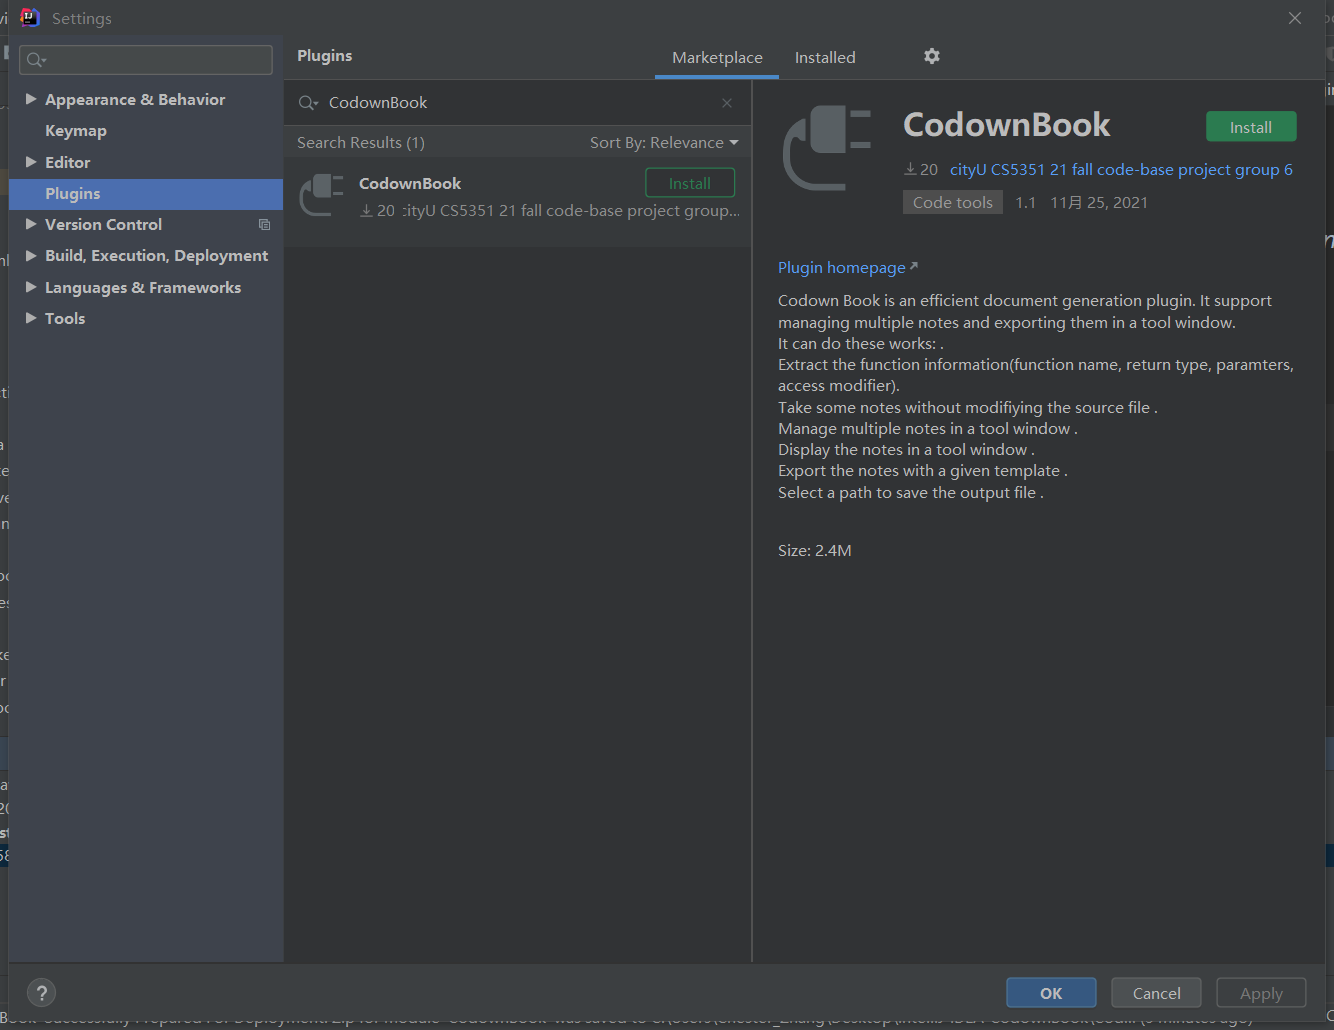 Settings
Plugins
Marketplace
Installed
Appearance & Behavior
Keymap
Editor
Plugins
Version Control
Build, Execution, Deployment
Languages & Frameworks
Tools
CodownBook
Search Results (1)
Sort By: Relevance
CodownBook
Install
20 cityU CS5351 21 fall code-base project group...
CodownBook
Install
20 cityU CS5351 21 fall code-base project group 6
Code tools 1.1 11月 25, 2021
Plugin homepage
Codown Book is an efficient document generation plugin. It support
managing multiple notes and exporting them in a tool window.
It can do these works: .
Extract the function information(function name, return type, paramters,
access modifier).
Take some notes without modifiying the source file .
Manage multiple notes in a tool window .
Display the notes in a tool window .
Export the notes with a given template .
Select a path to save the output file .
Size: 2.4M
?
OK
Cancel
Apply